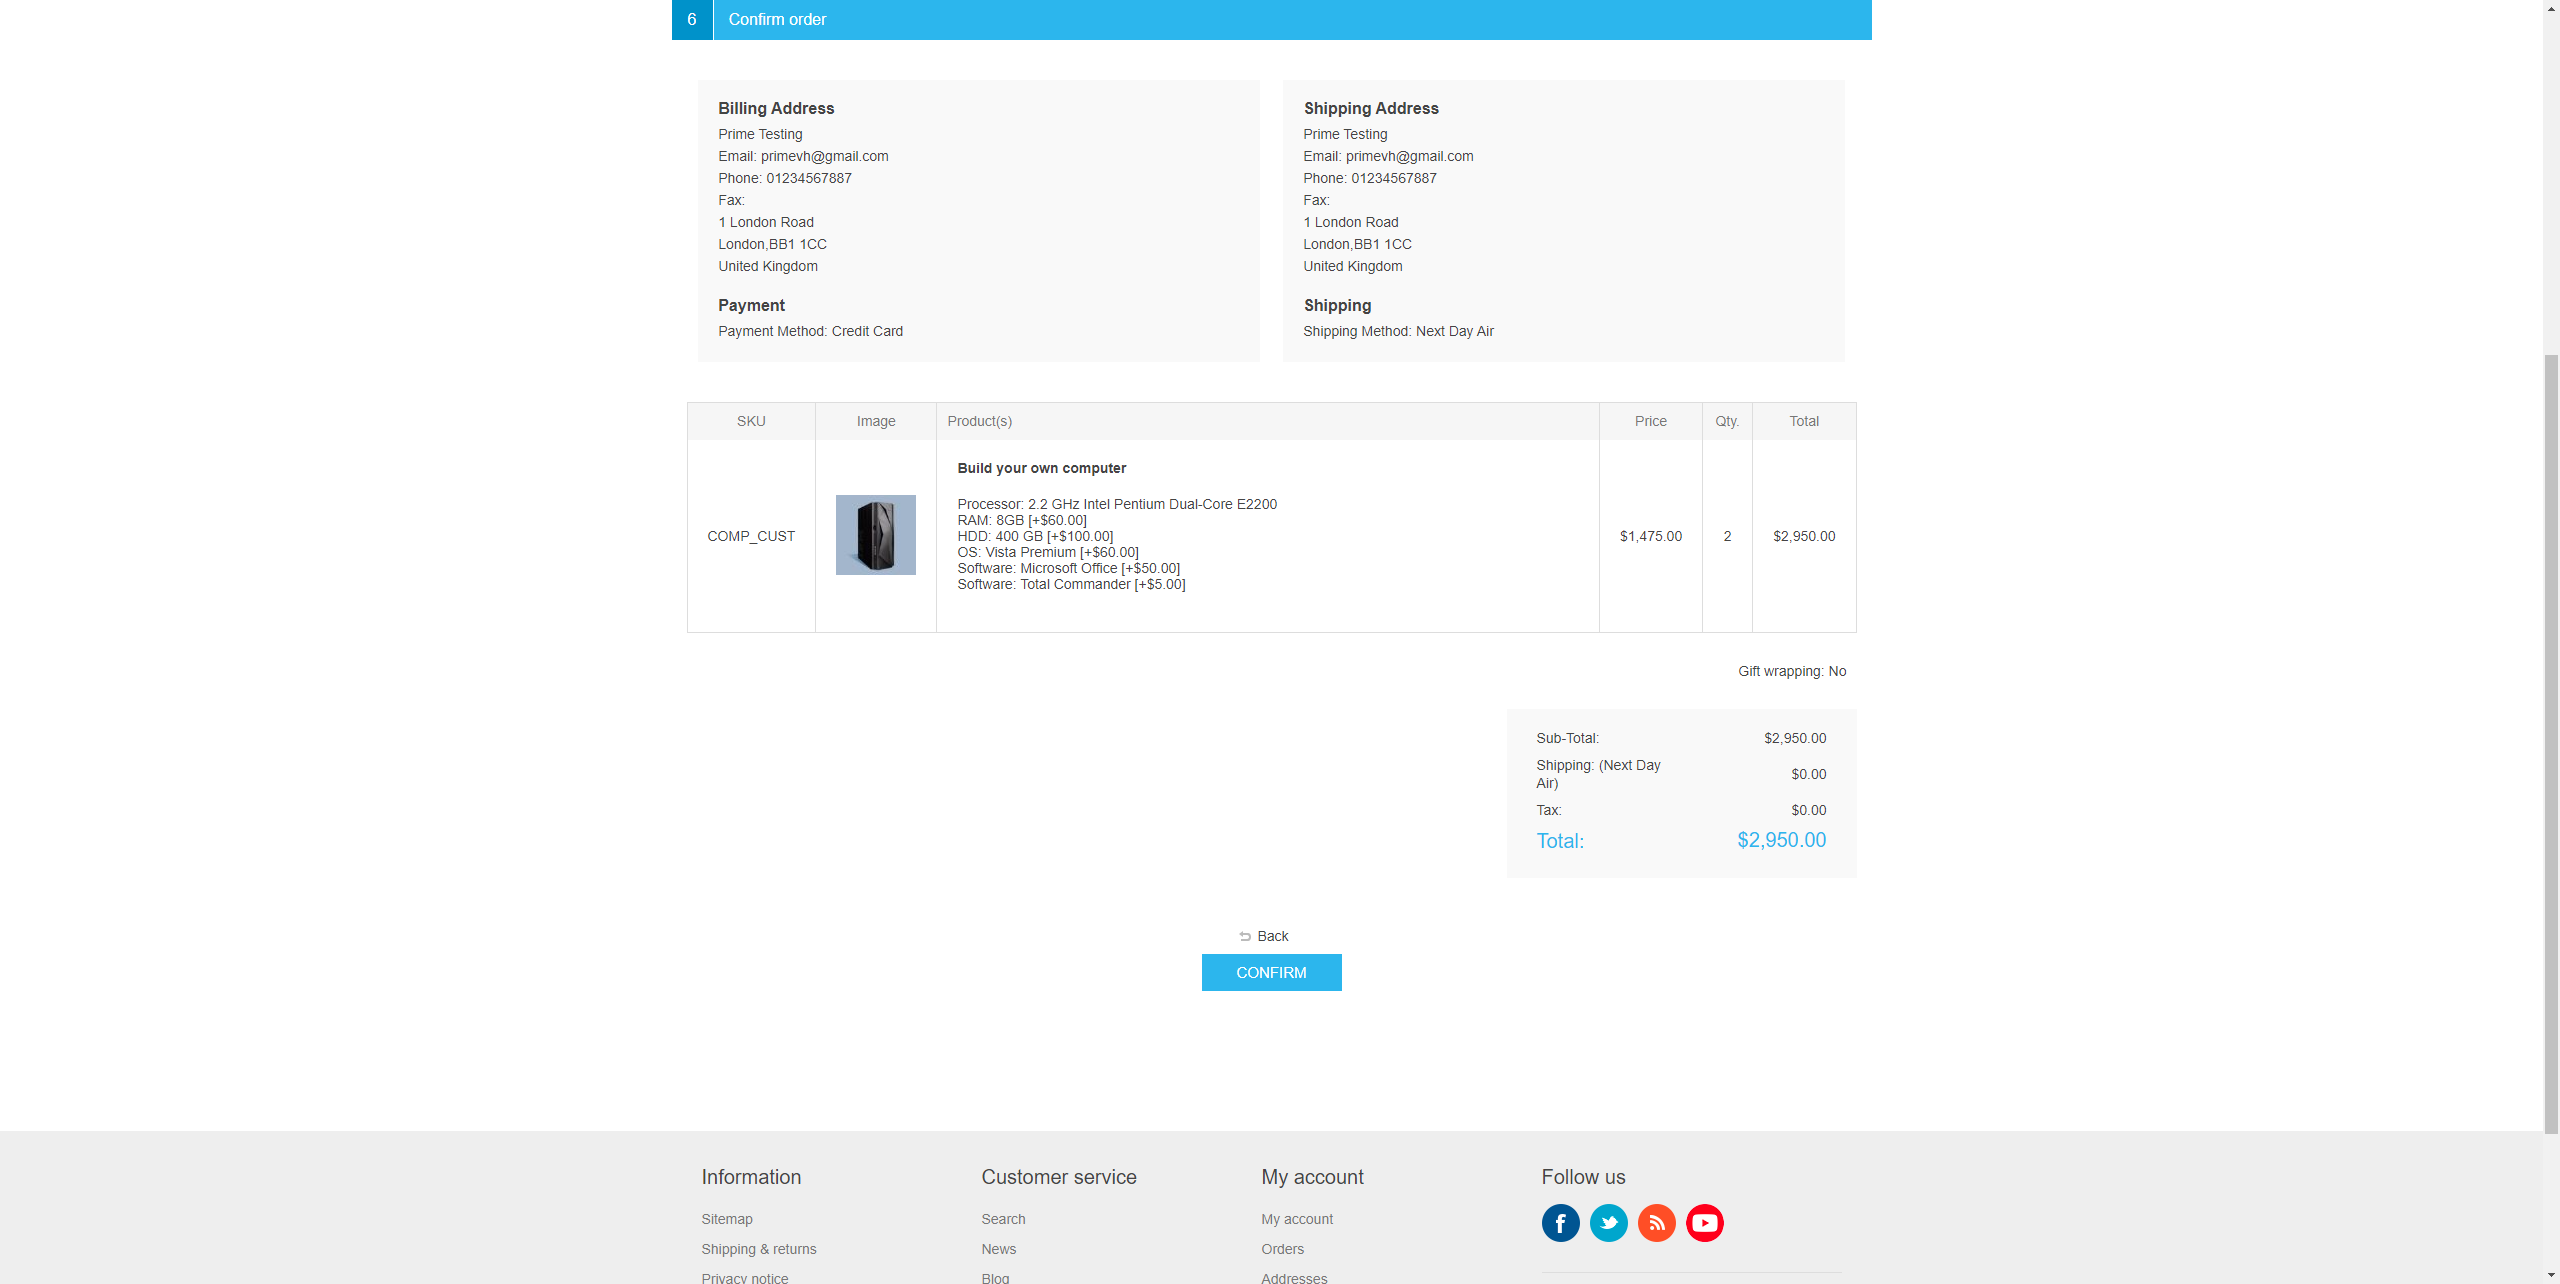 6 Confirm order
Billing Address
Prime Testing
Email: primevh@gmail.com
Phone: 01234567887
Fax:
1 London Road
London,BB1 1CC
United Kingdom
Payment
Payment Method: Credit Card
Shipping Address
Prime Testing
Email: primevh@gmail.com
Phone: 01234567887
Fax:
1 London Road
London,BB1 1CC
United Kingdom
Shipping
Shipping Method: Next Day Air
SKU Image Product(s) Price Qty. Total
Build your own computer
Processor: 2.2 GHz Intel Pentium Dual-Core E2200
RAM: 8GB [+$60.00]
HDD: 400 GB [+$100.00]
COMP_CUST $1,475.00 2 $2,950.00
OS: Vista Premium [+$60.00]
Software: Microsoft Office [+$50.00]
Software: Total Commander [+$5.00]
Gift wrapping: No
Sub-Total: $2,950.00
Shipping: (Next Day
Air) $0.00
Tax: $0.00
Total: $2,950.00
Back
CONFIRM
Information
Sitemap
Shipping & returns
Privacy notice
Customer service
Search
News
Blog
My account
My account
Orders
Addresses
Follow us